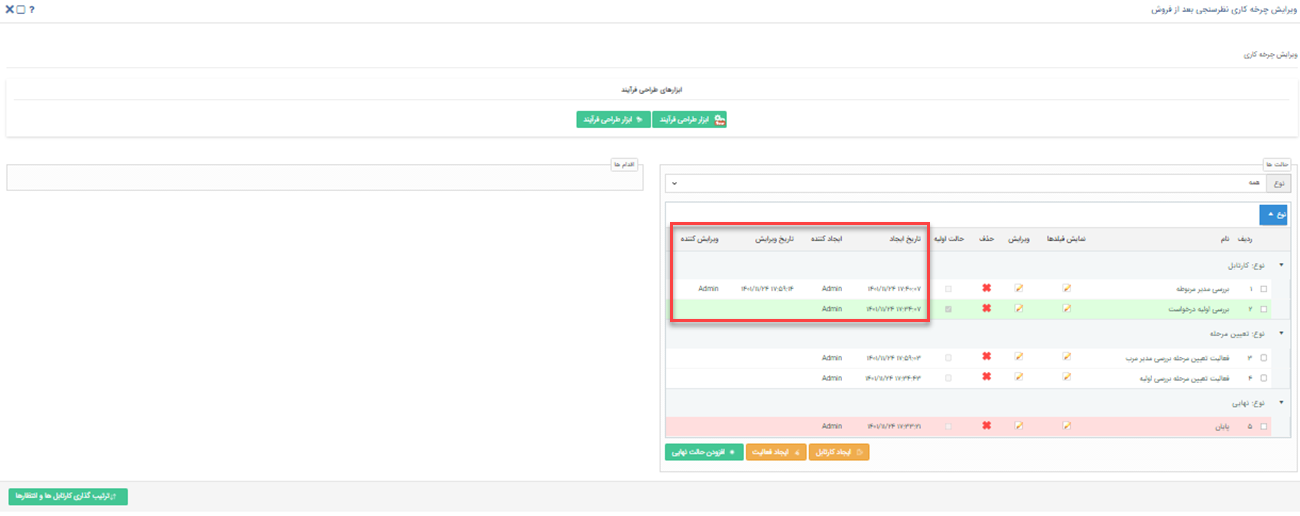 ویرایش چرخه کاری نظرسنجی بعد از فروش
?
ویرایش چرخه کاری
ابزارهای طراحی فرآیند
ابزار طراحی فرآیند
ابزار طراحی فرآیند
حالت ها
نوع همه
نوع
ردیف نام نمایش فیلدها ویرایش حذف حالت اولیه تاریخ ایجاد ایجاد کننده تاریخ ویرایش ویرایش کننده
نوع: کارتابل
۱ بررسی مدیر مربوطه ۱۴۰۱/۱۱/۲۴ ۱۷:۴۰:۰۷ Admin ۱۴۰۱/۱۱/۲۴ ۱۷:۵۹:۱۴ Admin
۲ بررسی اولیه درخواست ۱۴۰۱/۱۱/۲۴ ۱۷:۳۴:۰۷ Admin
نوع: تعیین مرحله
۳ فعالیت تعیین مرحله بررسی مدیر مرب ۱۴۰۱/۱۱/۲۴ ۱۷:۵۹:۰۳ Admin
۴ فعالیت تعیین مرحله بررسی اولیه ۱۴۰۱/۱۱/۲۴ ۱۷:۳۴:۴۳ Admin
نوع: نهایی
۵ پایان ۱۴۰۱/۱۱/۲۴ ۱۷:۳۳:۲۱ Admin
ایجاد کارتابل
ایجاد فعالیت
افزودن حالت نهایی
اقدام ها
ترتیب گذاری کارتابل ها و انتظارها